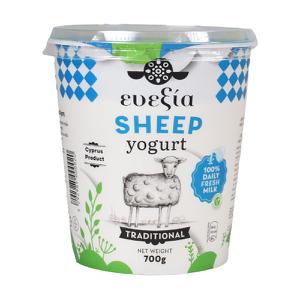 ευεξία
SHEEP
yogurt
Cyprus
Product
100%
DAILY
FRESH
MILK
TRADITIONAL
NET WEIGHT
700g